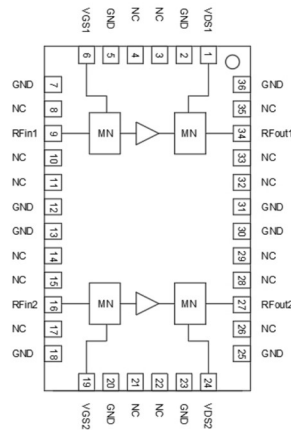 VGS1 GND NC NC GND VDS1
6 5 4 3 2 1
GND 7 36 GND
NC 8 35 NC
RFin1 9 MN MN 34 RFout1
NC 10 33 NC
NC 11 32 NC
GND 12 31 GND
GND 13 30 GND
NC 14 29 NC
NC 15 28 NC
RFin2 16 MN MN 27 RFout2
NC 17 26 NC
GND 18 25 GND
19 20 21 22 23 24
VGS2 GND NC NC GND VDS2